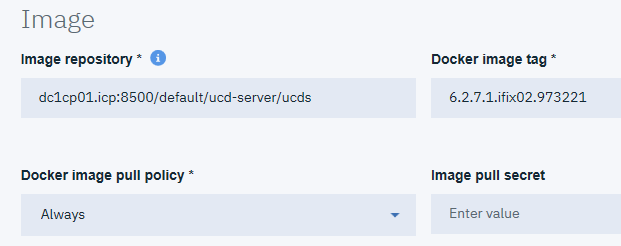 Image
Image repository * i
Docker image tag *
dc1cp01.icp:8500/default/ucd-server/ucds
6.2.7.1.ifix02.973221
Docker image pull policy *
Image pull secret
Always
Enter value